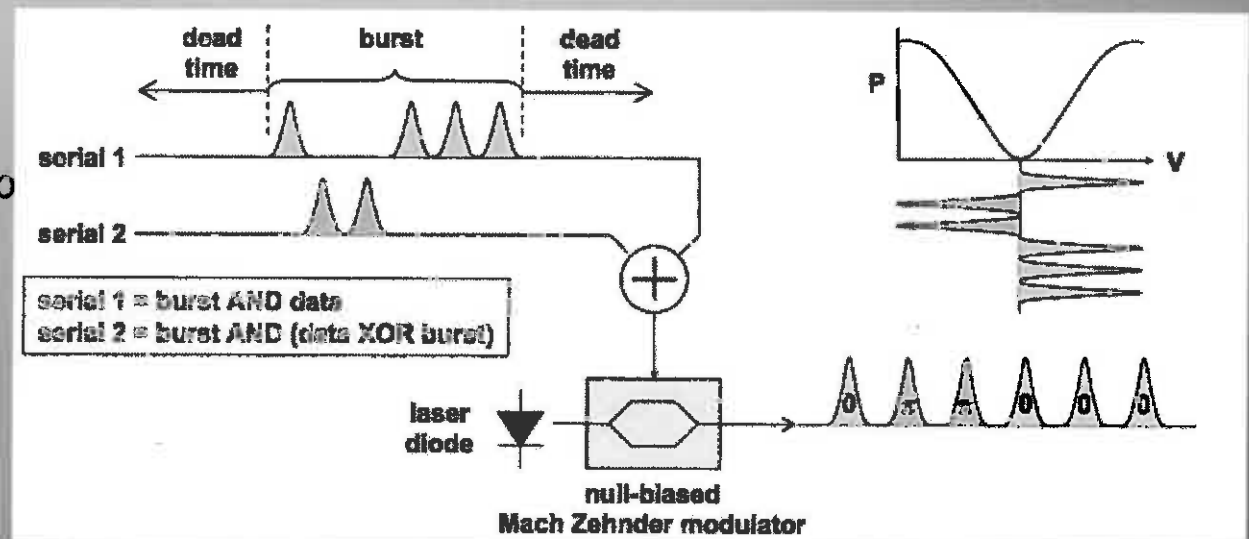 dead time
burst
dead time
serial 1
serial 2
serial 1 = burst AND data
serial 2 = burst AND (data XOR burst)
P
V
laser diode
null-biased
Mach Zehnder modulator
0 π π 0 0 0